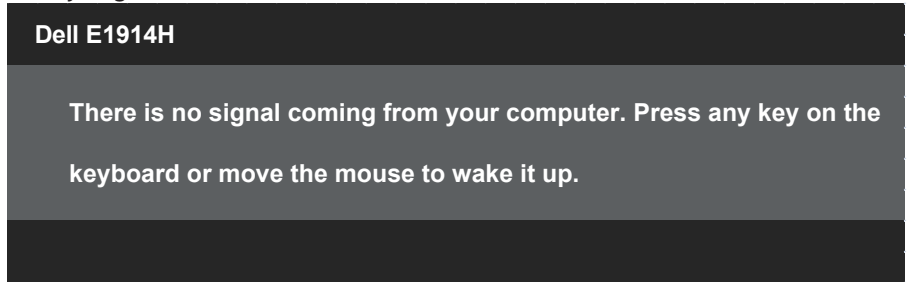 Dell E1914H
There is no signal coming from your computer. Press any key on the
keyboard or move the mouse to wake it up.